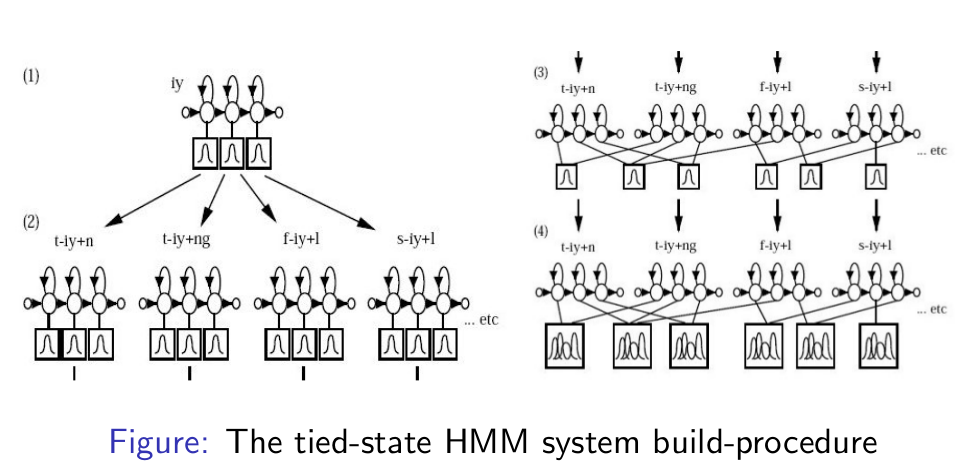 (1)
iy
(2)
t-iy+n t-iy+ng f-iy+l s-iy+l
... etc
(3)
t-iy+n t-iy+ng f-iy+l s-iy+l
... etc
(4)
t-iy+n t-iy+ng f-iy+l s-iy+l
... etc
Figure: The tied-state HMM system build-procedure